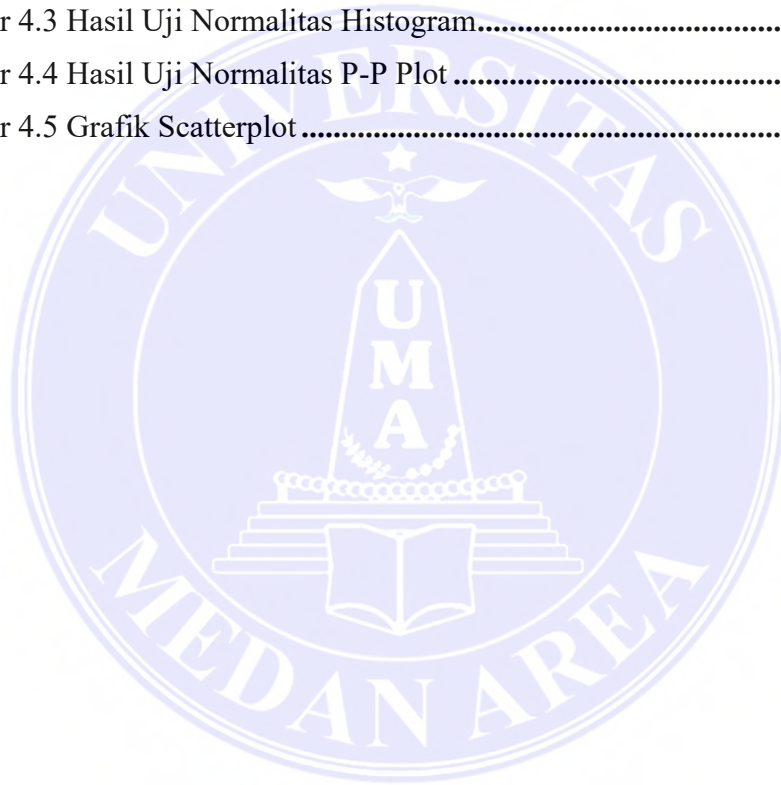 r 4.3 Hasil Uji Normalitas Histogram.......................................
r 4.4 Hasil Uji Normalitas P-P Plot..........................................
r 4.5 Grafik Scatterplot.............................................................
UNIVERSITAS
UMA
MEDAN AREA